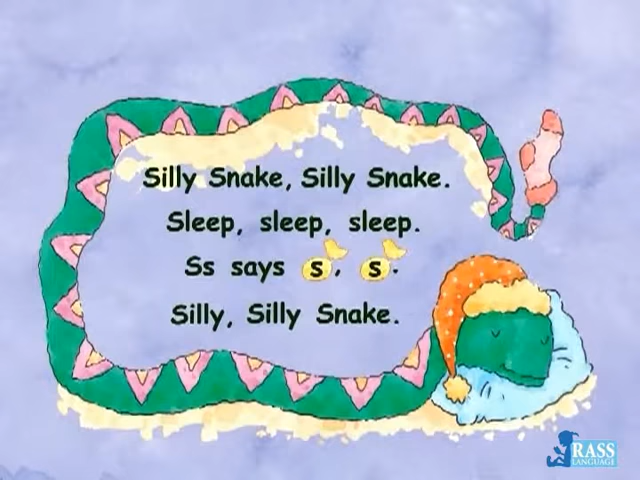 Silly Snake, Silly Snake.
Sleep, sleep, sleep.
Ss says s, s.
Silly, Silly Snake.
RASS
LANGUAGE